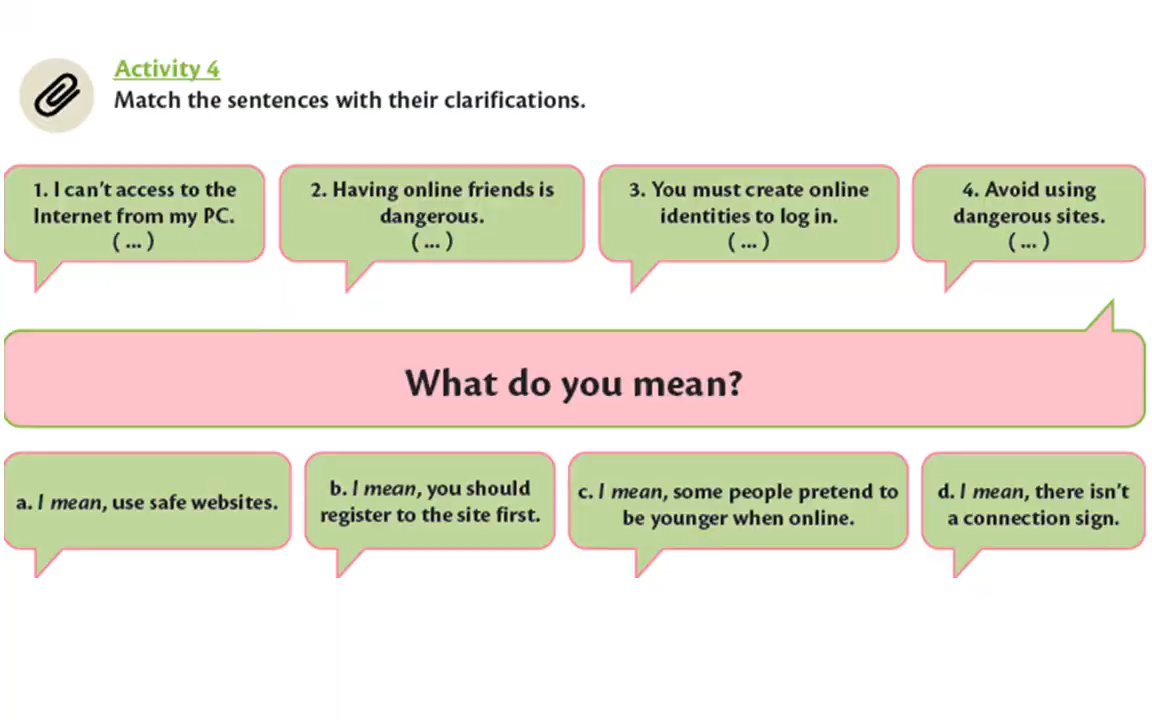 Activity 4
Match the sentences with their clarifications.
1. I can't access to the
Internet from my PC.
( ... )
2. Having online friends is
dangerous.
( ... )
3. You must create online
identities to log in.
( ... )
4. Avoid using
dangerous sites.
( ... )
What do you mean?
a. I mean, use safe websites.
b. I mean, you should
register to the site first.
c. I mean, some people pretend to
be younger when online.
d. I mean, there isn't
a connection sign.